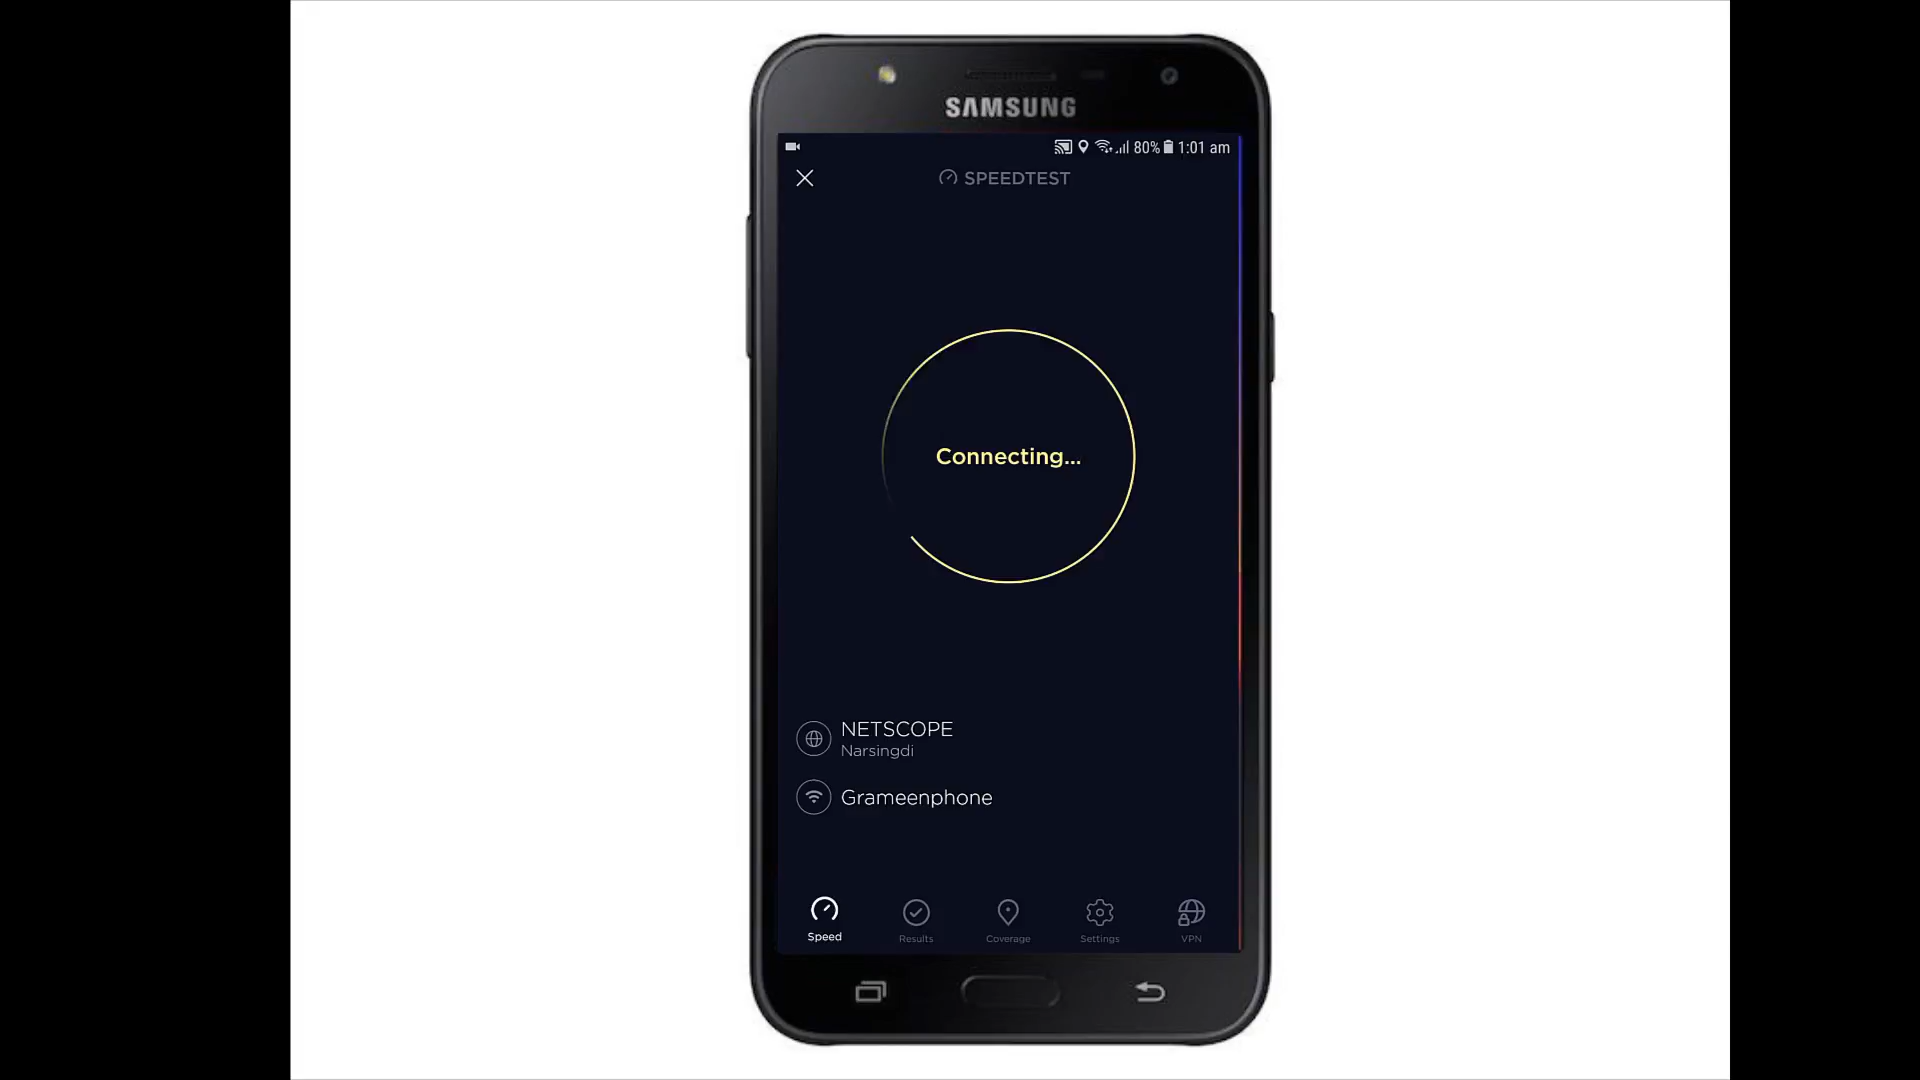 SAMSUNG
80% 1:01 am
SPEEDTEST
Connecting...
NETSCOPE
Narsingdi
Grameenphone
Speed Results Coverage Settings VPN